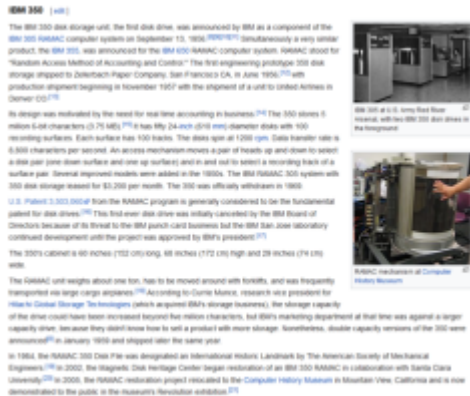 IBM 350 [edit]
The IBM 350 disk storage unit, the first disk drive, was announced by IBM as a component of the
IBM 305 RAMAC computer system on September 13, 1956. Simultaneously a very similar
product, the IBM 355, was announced for the IBM 650 RAMAC computer system. RAMAC stood for
"Random Access Method of Accounting and Control." The first engineering prototype 350 disk
storage shipped to Zellerbach Paper Company, San Francisco, CA, in June 1956, with
production shipment beginning in November 1957 with the shipment of a unit to United Airlines in
Denver CO.
Its design was motivated by the need for real time accounting in business. The 350 stores 5
million 6-bit characters (3.75 MB). It has fifty 24-inch (610 mm) diameter disks with 100
recording surfaces. Each surface has 100 tracks. The disks spin at 1200 rpm. Data transfer rate is
8,800 characters per second. An access mechanism moves a pair of heads up and down to select
a disk pair (one down surface and one up surface) and in and out to select a recording track of a
surface pair. Several improved models were added in the 1950s. The IBM RAMAC 305 system with
350 disk storage leased for $3,200 per month. The 350 was officially withdrawn in 1969.
U.S. Patent 3,503,060 from the RAMAC program is generally considered to be the fundamental
patent for disk drives. This first-ever disk drive was initially cancelled by the IBM Board of
Directors because of its threat to the IBM punch card business but the IBM San Jose laboratory
continued development until the project was approved by IBM's president.
The 350's cabinet is 60 inches (152 cm) long, 68 inches (172 cm) high and 29 inches (74 cm)
wide.
The RAMAC unit weighs about one ton, has to be moved around with forklifts, and was frequently
transported via large cargo airplanes. According to Currie Munce, research vice president for
Hitachi Global Storage Technologies (which acquired IBM's storage business), the storage capacity
of the drive could have been increased beyond five million characters, but IBM's marketing department at that time was against a larger
capacity drive, because they didn't know how to sell a product with more storage. Nonetheless, double capacity versions of the 350 were
announced in January 1959 and shipped later the same year.
In 1984, the RAMAC 350 Disk File was designated an International Historic Landmark by The American Society of Mechanical
Engineers. In 2002, the Magnetic Disk Heritage Center began restoration of an IBM 350 RAMAC in collaboration with Santa Clara
University. In 2005, the RAMAC restoration project relocated to the Computer History Museum in Mountain View, California and is now
demonstrated to the public in the museum's Revolution exhibition.
IBM 305 at U.S. Army Red River
Arsenal, with two IBM 350 disk drives in
the foreground
RAMAC mechanism at Computer
History Museum